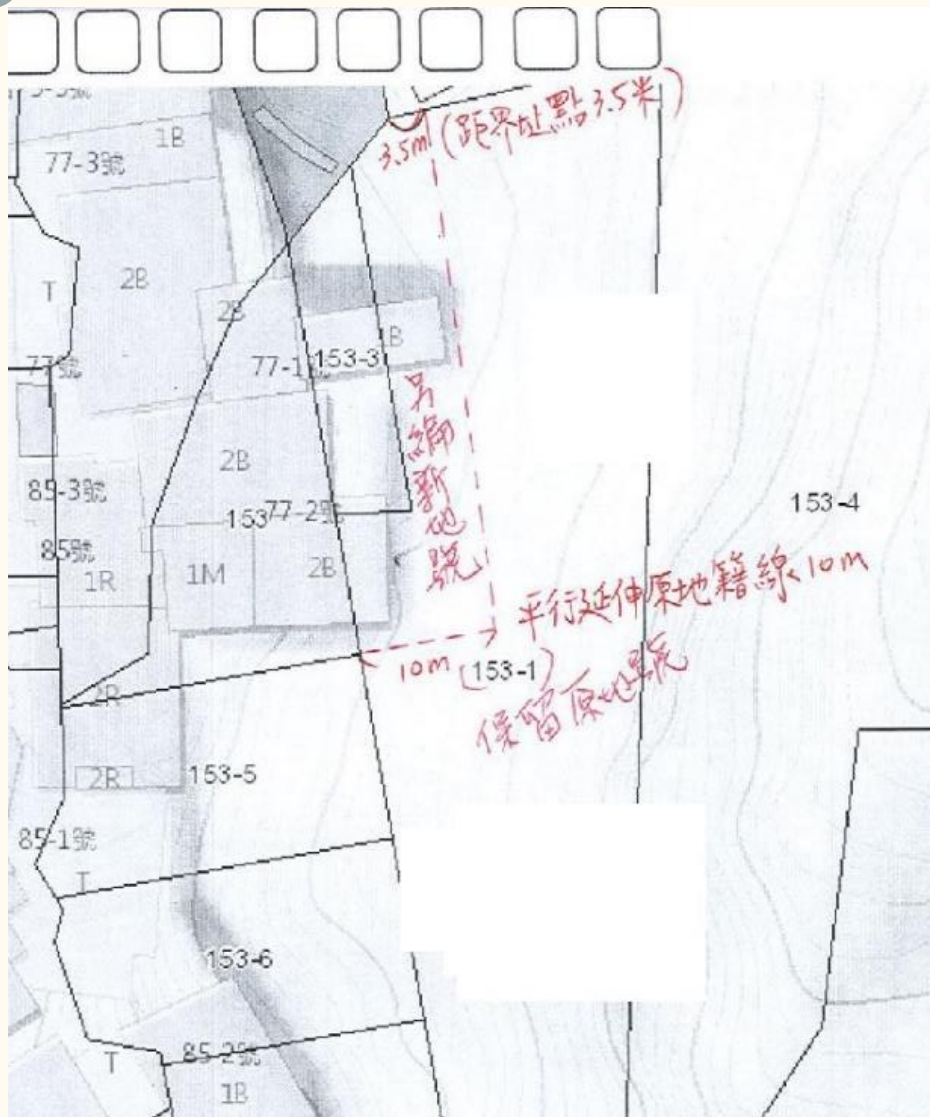 3.5m (距界址點3.5米)
1B
77-3號
2B
T
2B
B
77-1
153-3
77號
另編新地號
2B
85-3號
153
77-2號
153-4
85號
1R
1M
2B
平行延伸原地籍線10m
10m
(153-1)
保留原地號
2R
2R
153-5
85-1號
T
153-6
T
85-2號
1B